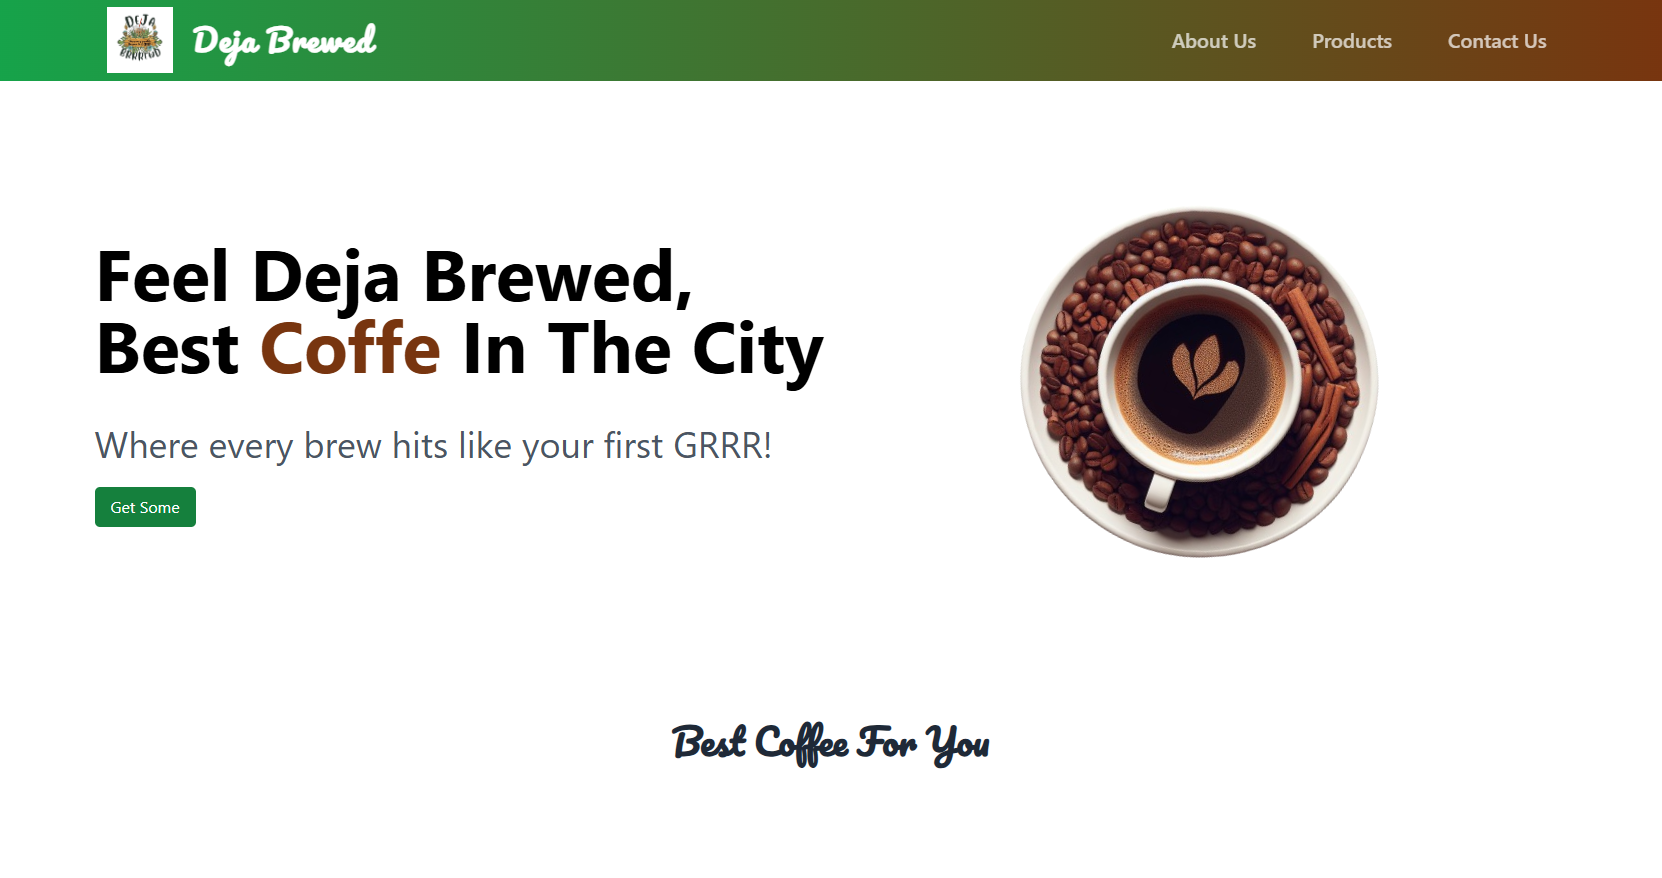 DEJA
Deja Brewed
About Us
Products
Contact Us
Feel Deja Brewed,
Best Coffe In The City
Where every brew hits like your first GRRR!
Get Some
Best Coffee For You